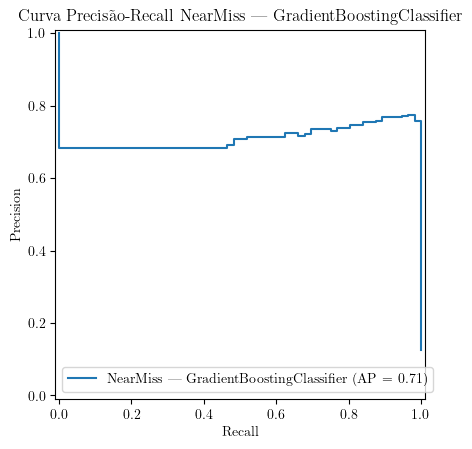 Curva Precisão-Recall NearMiss — GradientBoostingClassifier
1.0
0.8
0.6
0.4
0.2
0.0
Precision
NearMiss — GradientBoostingClassifier (AP = 0.71)
0.0 0.2 0.4 0.6 0.8 1.0
Recall